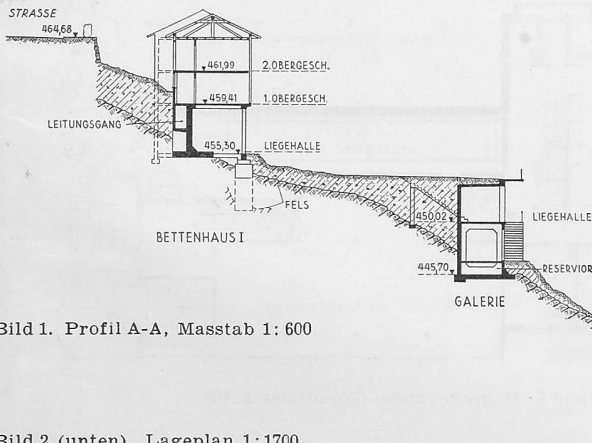 STRASSE
464,68
461,99 2.OBERGESCH.
459,41 1.OBERGESCH.
LEITUNGSGANG
455,30 LIEGEHALLE
FELS
450,02 LIEGEHALLE
BETTENHAUS I
445,70 RESERVIOR
GALERIE
Bild 1. Profil A-A, Masstab 1: 600
Bild 2 (unten). Lageplan 1:1700